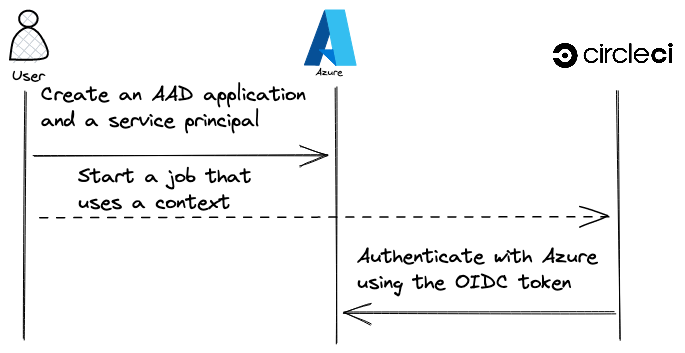 User
Azure
circleci
Create an AAD application
and a service principal
Start a job that
uses a context
Authenticate with Azure
using the OIDC token